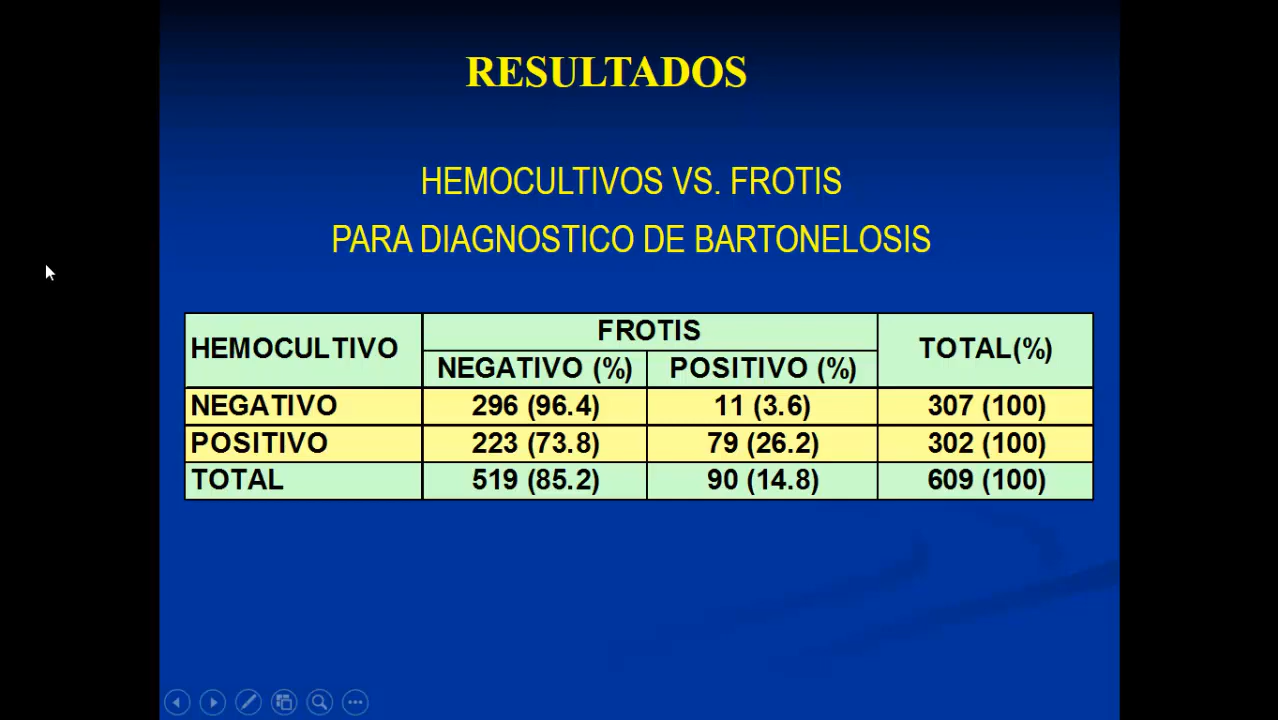 RESULTADOS
HEMOCULTIVOS VS. FROTIS
PARA DIAGNOSTICO DE BARTONELOSIS
HEMOCULTIVO FROTIS TOTAL(%)
NEGATIVO (%) POSITIVO (%)
NEGATIVO 296 (96.4) 11 (3.6) 307 (100)
POSITIVO 223 (73.8) 79 (26.2) 302 (100)
TOTAL 519 (85.2) 90 (14.8) 609 (100)